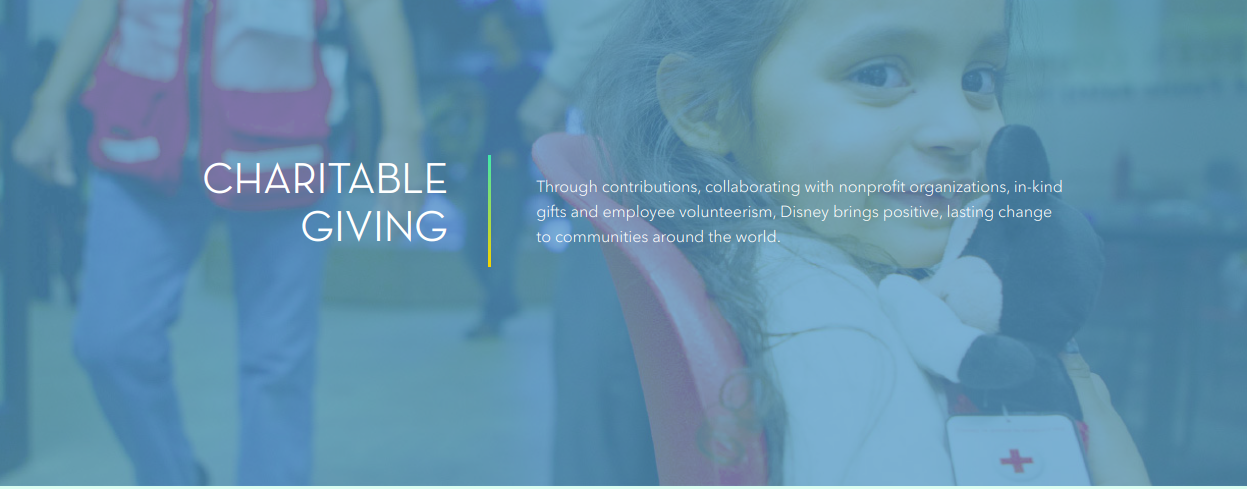 CHARITABLE
GIVING
Through contributions, collaborating with nonprofit organizations, in-kind
gifts and employee volunteerism, Disney brings positive, lasting change
to communities around the world.